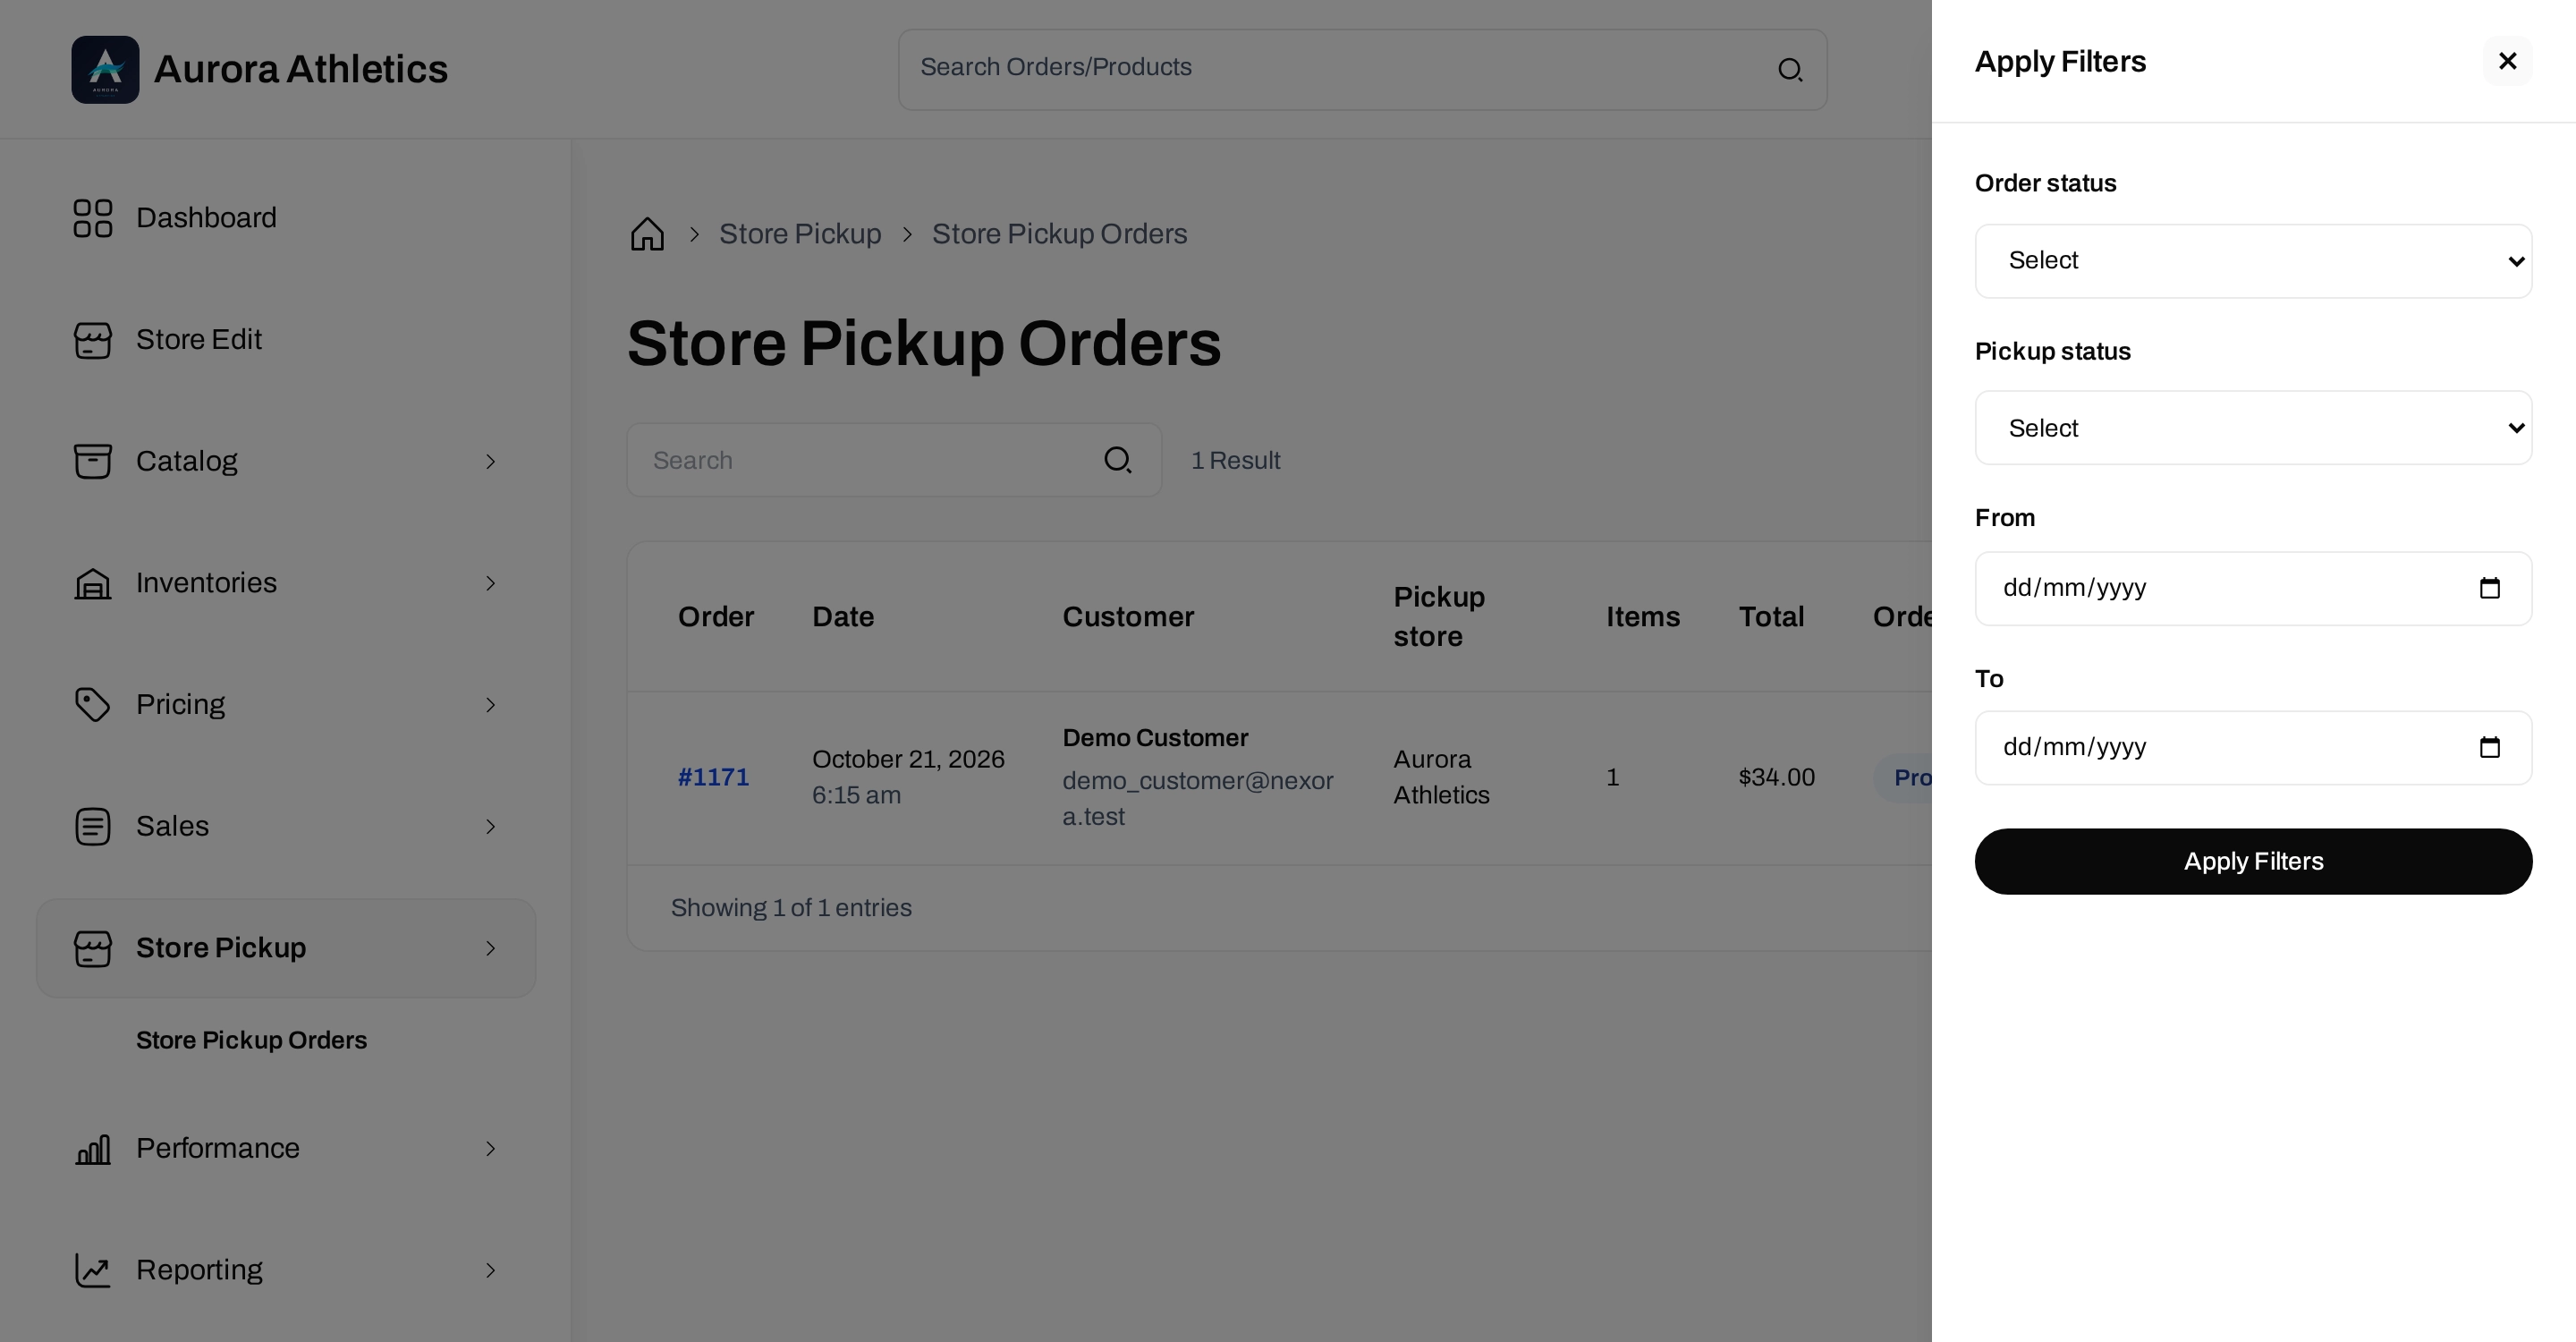 Aurora Athletics
Search Orders/Products
Apply Filters
Dashboard
Store Edit
Catalog
Inventories
Pricing
Sales
Store Pickup
Store Pickup Orders
Performance
Reporting
Store Pickup
Store Pickup Orders
Store Pickup Orders
Search
1 Result
Order
Date
Customer
Pickup
store
Items
Total
#1171
October 21, 2026
6:15 am
Demo Customer
demo_customer@nexor
a.test
Aurora
Athletics
1
$34.00
Showing 1 of 1 entries
Order status
Select
Pickup status
Select
From
dd/mm/yyyy
To
dd/mm/yyyy
Apply Filters